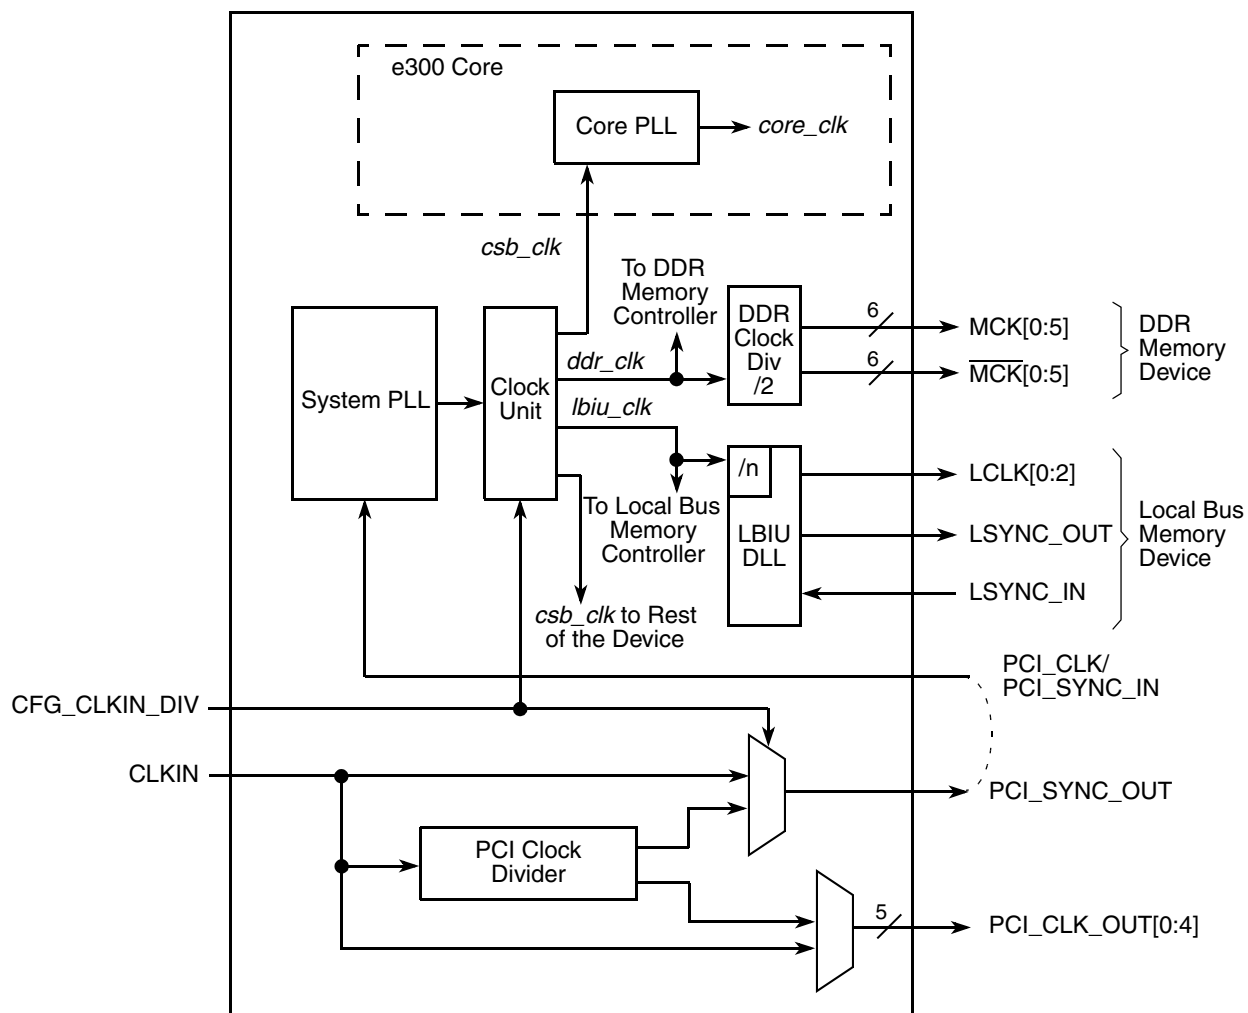 e300 Core
Core PLL
core_clk
csb_clk
To DDR
Memory
Controller
DDR
Clock
Div
/2
6
MCK[0:5]
6
MCK[0:5]
DDR
Memory
Device
System PLL
Clock
Unit
ddr_clk
lbiu_clk
/n
LBIU
DLL
To Local Bus
Memory
Controller
LCLK[0:2]
LSYNC_OUT
LSYNC_IN
Local Bus
Memory
Device
csb_clk to Rest
of the Device
PCI_CLK/
PCI_SYNC_IN
CFG_CLKIN_DIV
CLKIN
PCI_SYNC_OUT
PCI Clock
Divider
5
PCI_CLK_OUT[0:4]